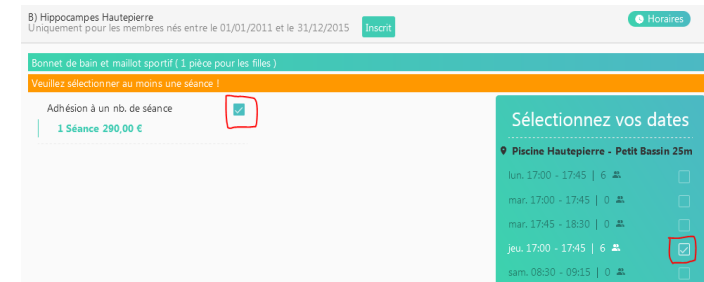 B) Hippocampes Hautepierre
Uniquement pour les membres nés entre le 01/01/2011 et le 31/12/2015
Inscrit
Horaires
Bonnet de bain et maillot sportif ( 1 pièce pour les filles )
Veuillez sélectionner au moins une séance !
Adhésion à un nb. de séance
1 Séance 290,00 €
Sélectionnez vos dates
Piscine Hautepierre - Petit Bassin 25m
lun. 17:00 - 17:45 | 6
mar. 17:00 - 17:45 | 0
mar. 17:45 - 18:30 | 0
jeu. 17:00 - 17:45 | 6
sam. 08:30 - 09:15 | 0